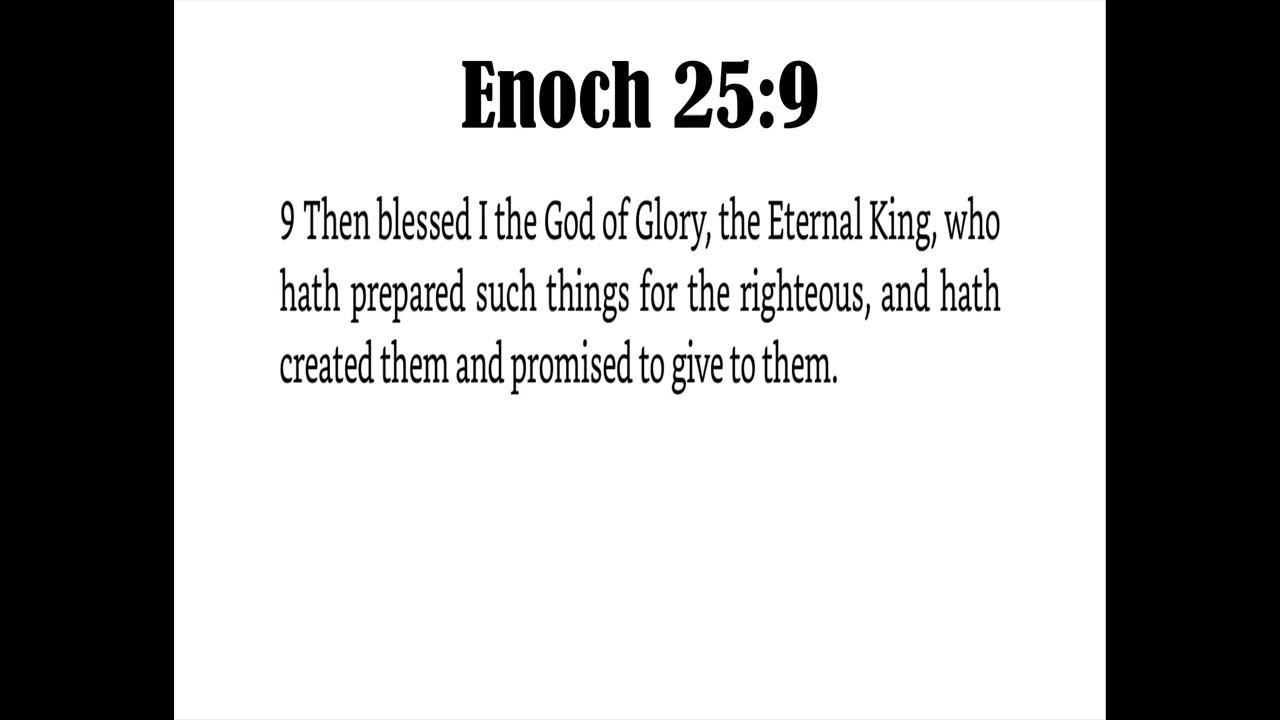 Enoch 25:9
9 Then blessed I the God of Glory, the Eternal King, who
hath prepared such things for the righteous, and hath
created them and promised to give to them.